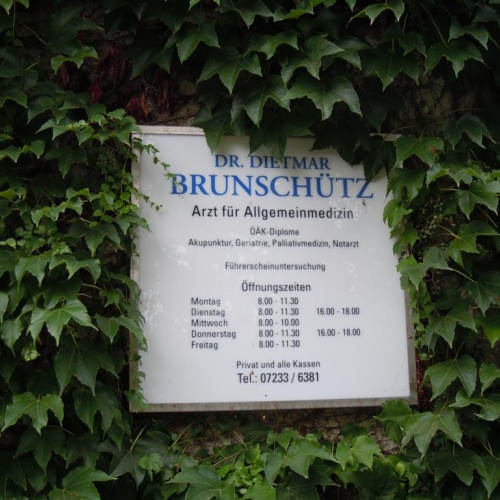 DR. DIETMAR
BRUNSCHÜTZ
Arzt für Allgemeinmedizin
ÖÄK-Diplome
Akupunktur, Geriatrie, Palliativmedizin, Notarzt
Führerscheinuntersuchung
Öffnungszeiten
Montag 8.00 - 11.30
Dienstag 8.00 - 11.30 16.00 - 18.00
Mittwoch 8.00 - 10.00
Donnerstag 8.00 - 11.30 16.00 - 18.00
Freitag 8.00 - 11.30
Privat und alle Kassen
Tel.: 07233 / 6381